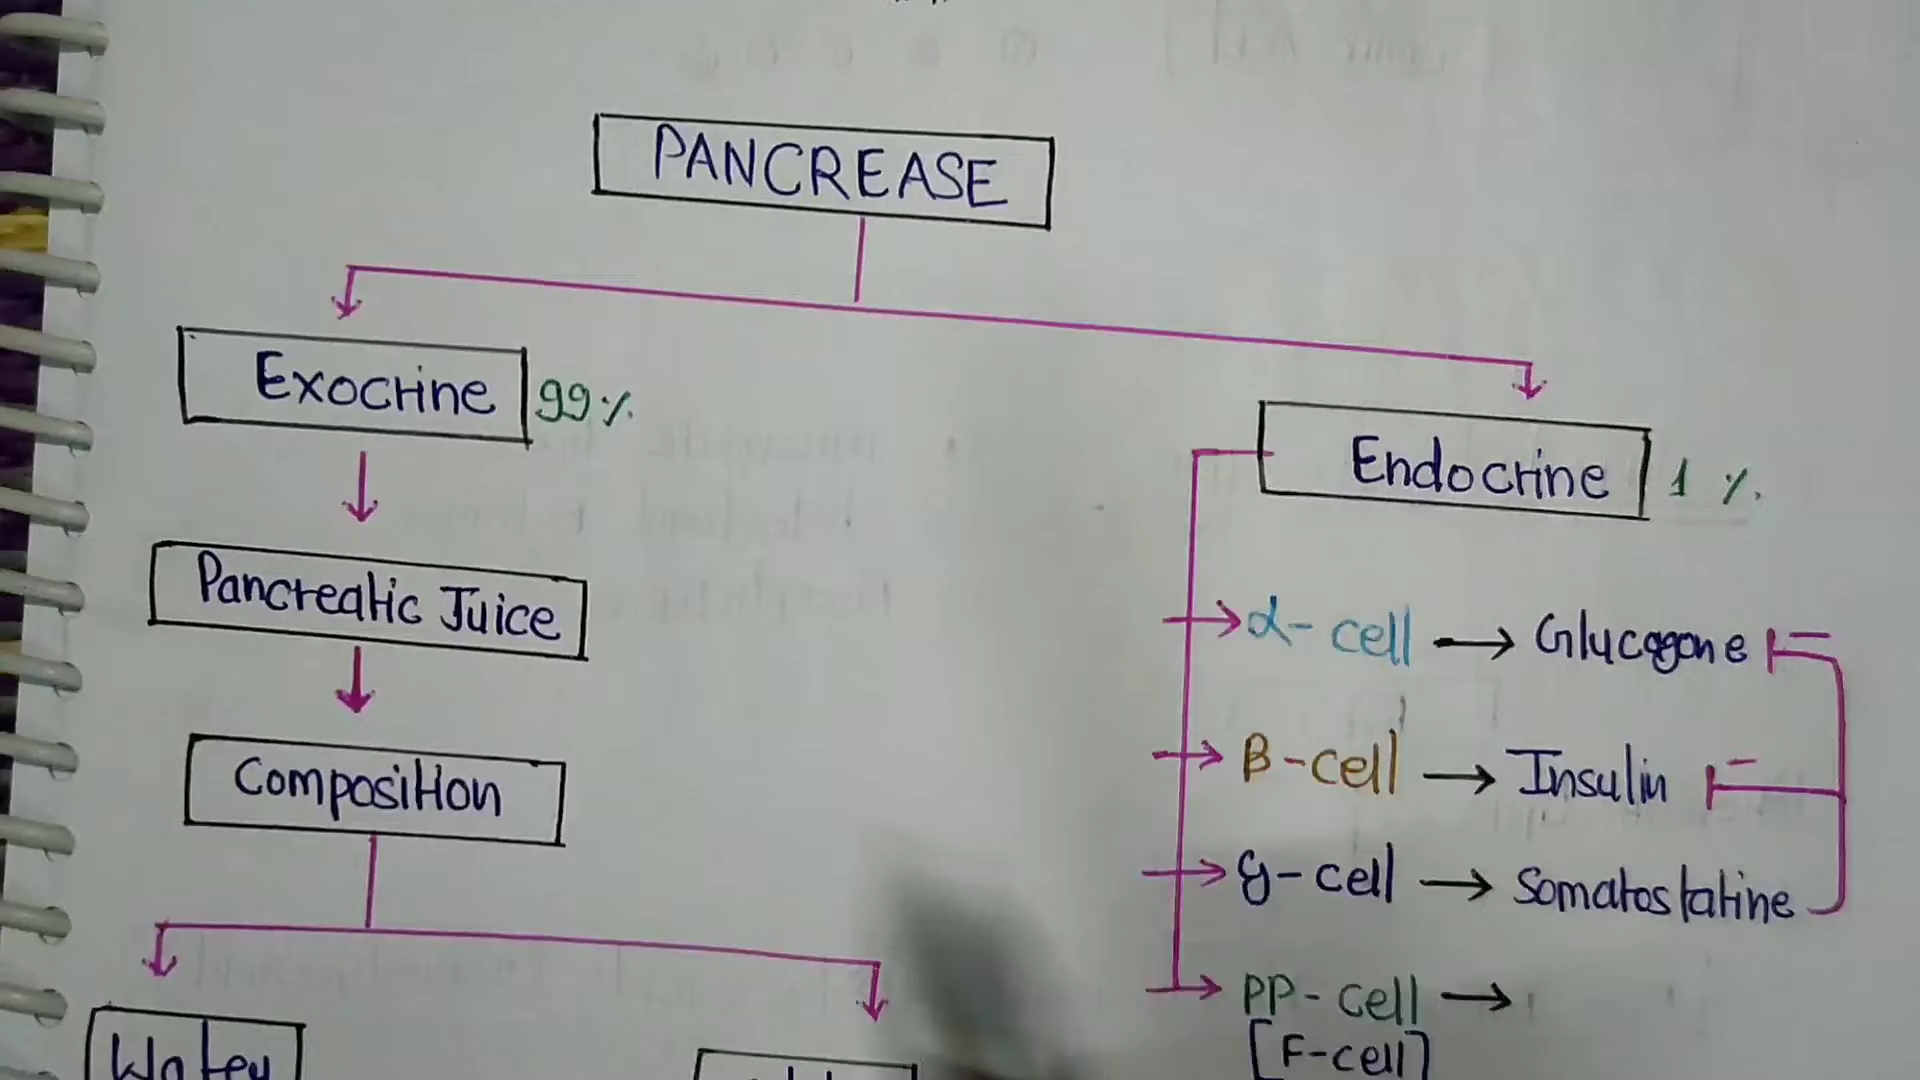 PANCREASE
Exocrine 99%
Endocrine 1 %
Pancreatic Juice
Composition
α- cell → Glucagone
β-cell → Insulin
-cell → Somatostatine
PP-cell →
[F-cell]
Water